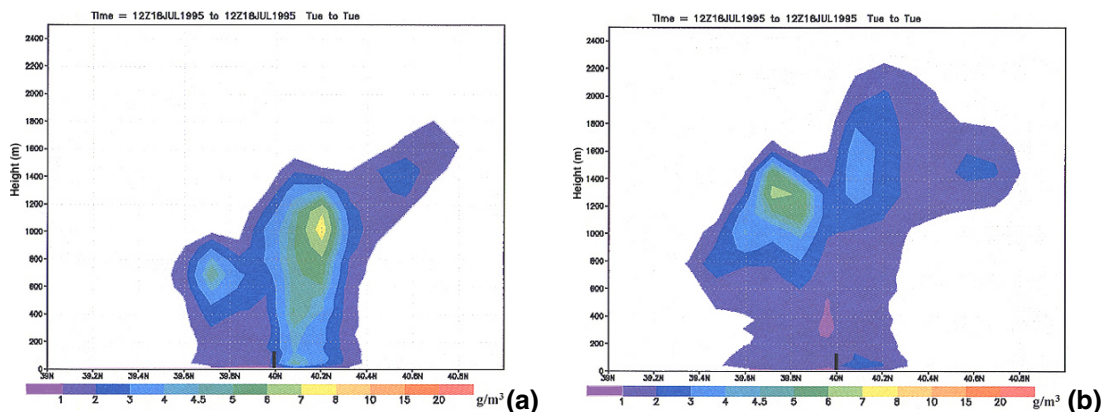 Time = 12Z18JUL1995 to 12Z18JUL1995 Tue to Tue
Height (m)
2400
2200
2000
1800
1600
1400
1200
1000
800
600
400
200
0
39N 39.2N 39.4N 39.6N 39.8N 40N 40.2N 40.4N 40.6N 40.8N
1 2 3 4 4.5 5 6 7 8 10 15 20 g/m³
(a)
Time = 12Z18JUL1995 to 12Z18JUL1995 Tue to Tue
Height (m)
2400
2200
2000
1800
1600
1400
1200
1000
800
600
400
200
0
39N 39.2N 39.4N 39.6N 39.8N 40N 40.2N 40.4N 40.6N 40.8N
1 2 3 4 4.5 5 6 7 8 10 15 20 g/m³
(b)